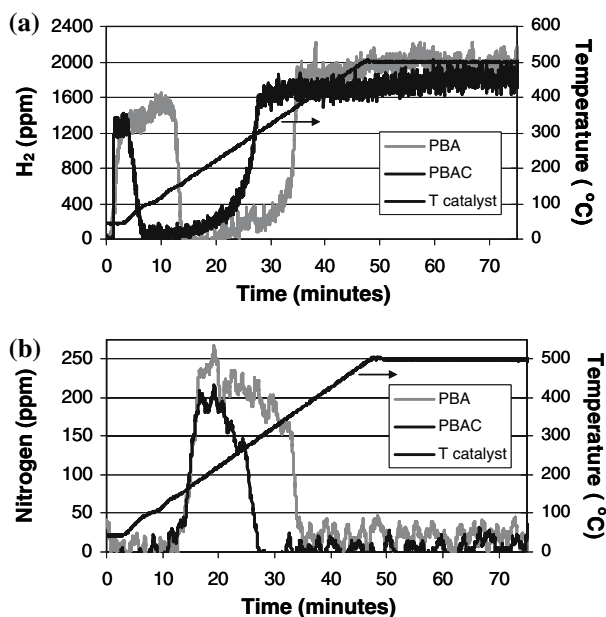 (a)
2400
2000
1600
1200
800
400
0
H₂ (ppm)
600
500
400
300
200
100
0
Temperature ( °C)
PBA
PBAC
T catalyst
0 10 20 30 40 50 60 70
Time (minutes)
(b)
250
200
150
100
50
0
Nitrogen (ppm)
500
400
300
200
100
0
Temperature ( °C)
PBA
PBAC
T catalyst
0 10 20 30 40 50 60 70
Time (minutes)